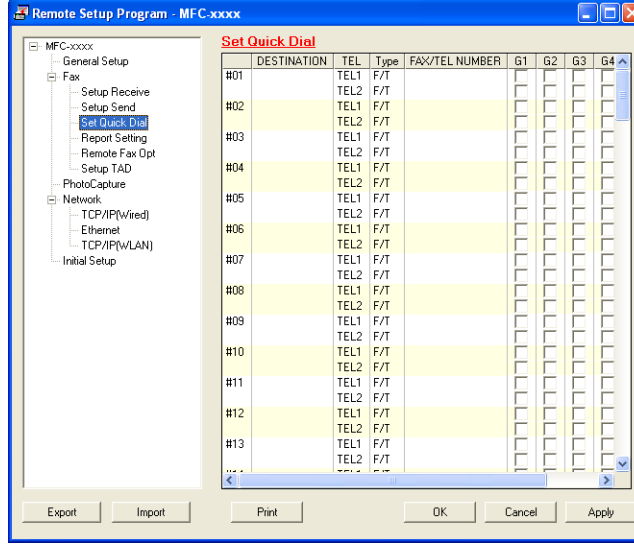 Remote Setup Program - MFC-xxxx
MFC-xxxx
General Setup
Fax
Setup Receive
Setup Send
Set Quick Dial
Report Setting
Remote Fax Opt
Setup TAD
PhotoCapture
Network
TCP/IP(Wired)
Ethernet
TCP/IP(WLAN)
Initial Setup
Set Quick Dial
DESTINATION TEL Type FAX/TEL NUMBER G1 G2 G3 G4
#01 TEL1 F/T
TEL2 F/T
#02 TEL1 F/T
TEL2 F/T
#03 TEL1 F/T
TEL2 F/T
#04 TEL1 F/T
TEL2 F/T
#05 TEL1 F/T
TEL2 F/T
#06 TEL1 F/T
TEL2 F/T
#07 TEL1 F/T
TEL2 F/T
#08 TEL1 F/T
TEL2 F/T
#09 TEL1 F/T
TEL2 F/T
#10 TEL1 F/T
TEL2 F/T
#11 TEL1 F/T
TEL2 F/T
#12 TEL1 F/T
TEL2 F/T
#13 TEL1 F/T
TEL2 F/T
Export Import Print OK Cancel Apply